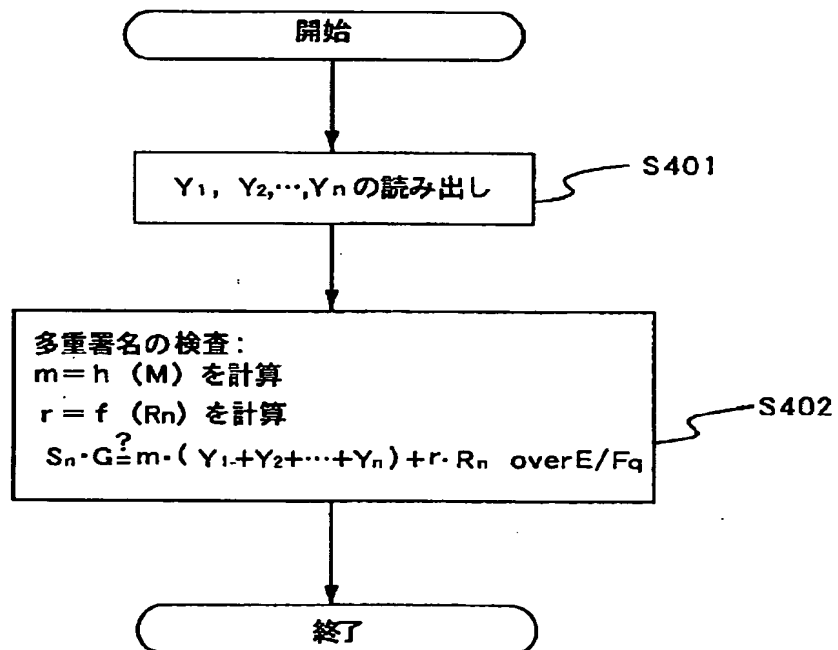 開始
Y₁, Y₂,…,Yₙの読み出し
S401
多重署名の検査:
m=h (M) を計算
r=f (Rn) を計算
Sₙ・G≟m・(Y₁+Y₂+…+Yₙ)+r・Rₙ overE/Fq
S402
終了